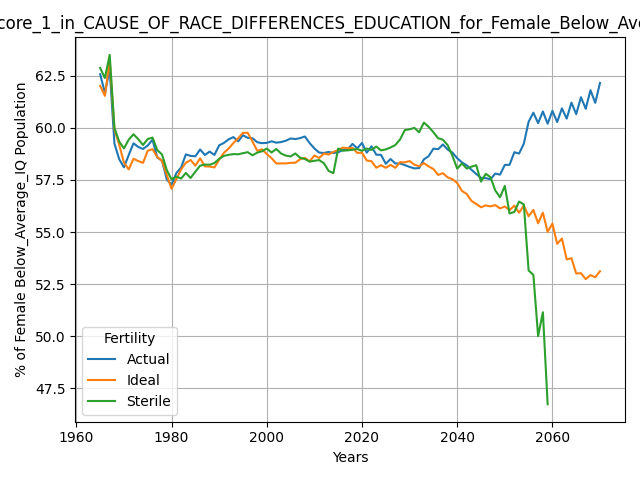 core_1_in_CAUSE_OF_RACE_DIFFERENCES_EDUCATION_for_Female_Below_Ave
% of Female Below_Average_IQ Population
62.5
60.0
57.5
55.0
52.5
50.0
47.5
Fertility
Actual
Ideal
Sterile
1960
1980
2000
2020
2040
2060
Years